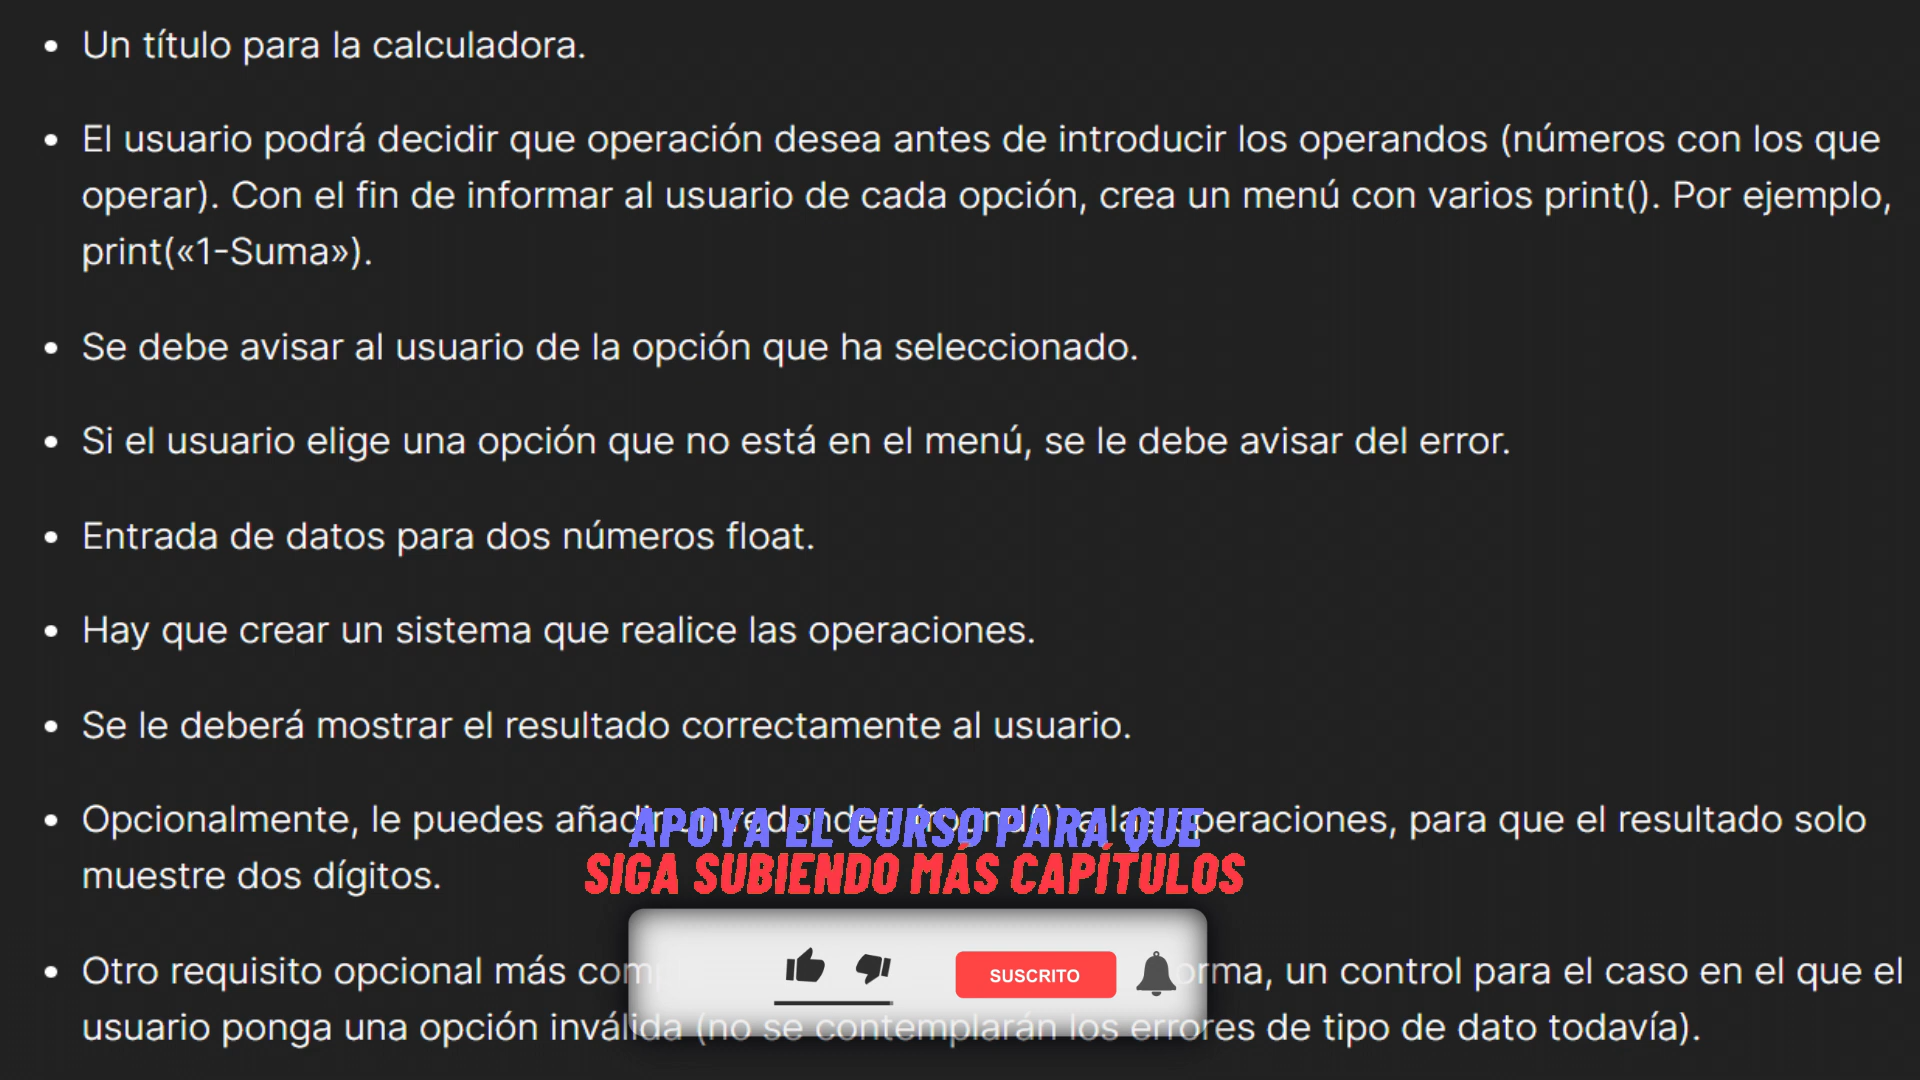 • Un título para la calculadora.
• El usuario podrá decidir que operación desea antes de introducir los operandos (números con los que
operar). Con el fin de informar al usuario de cada opción, crea un menú con varios print(). Por ejemplo,
print(«1-Suma»).
• Se debe avisar al usuario de la opción que ha seleccionado.
• Si el usuario elige una opción que no está en el menú, se le debe avisar del error.
• Entrada de datos para dos números float.
• Hay que crear un sistema que realice las operaciones.
• Se le deberá mostrar el resultado correctamente al usuario.
• Opcionalmente, le puedes añadir un redondeo (round()) a las operaciones, para que el resultado solo
muestre dos dígitos.
APOYA EL CURSO PARA QUE
SIGA SUBIENDO MÁS CAPÍTULOS
SUSCRITO
• Otro requisito opcional más un control para el caso en el que el
usuario ponga una opción inválida (no se contemplarán los errores de tipo de dato todavía).